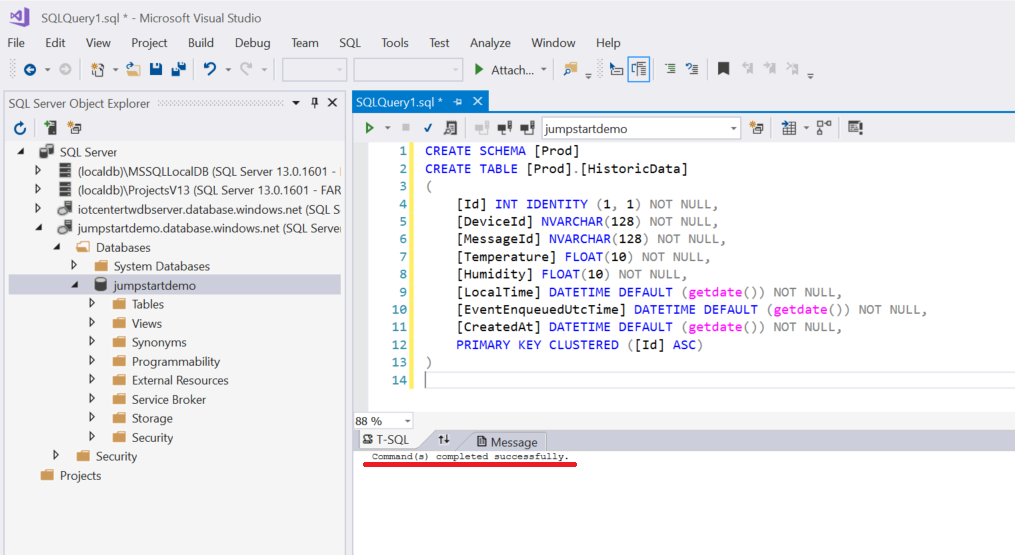 SQLQuery1.sql * - Microsoft Visual Studio
File Edit View Project Build Debug Team SQL Tools Test Analyze Window Help
Attach...
SQL Server Object Explorer
SQL Server
(localdb)\MSSQLLocalDB (SQL Server 13.0.1601 -
(localdb)\ProjectsV13 (SQL Server 13.0.1601 - FAR
iotcentertwdbserver.database.windows.net (SQL S
jumpstartdemo.database.windows.net (SQL Server
Databases
System Databases
jumpstartdemo
Tables
Views
Synonyms
Programmability
External Resources
Service Broker
Storage
Security
Security
Projects
SQLQuery1.sql *
jumpstartdemo
1 CREATE SCHEMA [Prod]
2 CREATE TABLE [Prod].[HistoricData]
3 (
4 [Id] INT IDENTITY (1, 1) NOT NULL,
5 [DeviceId] NVARCHAR(128) NOT NULL,
6 [MessageId] NVARCHAR(128) NOT NULL,
7 [Temperature] FLOAT(10) NOT NULL,
8 [Humidity] FLOAT(10) NOT NULL,
9 [LocalTime] DATETIME DEFAULT (getdate()) NOT NULL,
10 [EventEnqueuedUtcTime] DATETIME DEFAULT (getdate()) NOT NULL,
11 [CreatedAt] DATETIME DEFAULT (getdate()) NOT NULL,
12 PRIMARY KEY CLUSTERED ([Id] ASC)
13 )
14
88 %
T-SQL Message
Command(s) completed successfully.